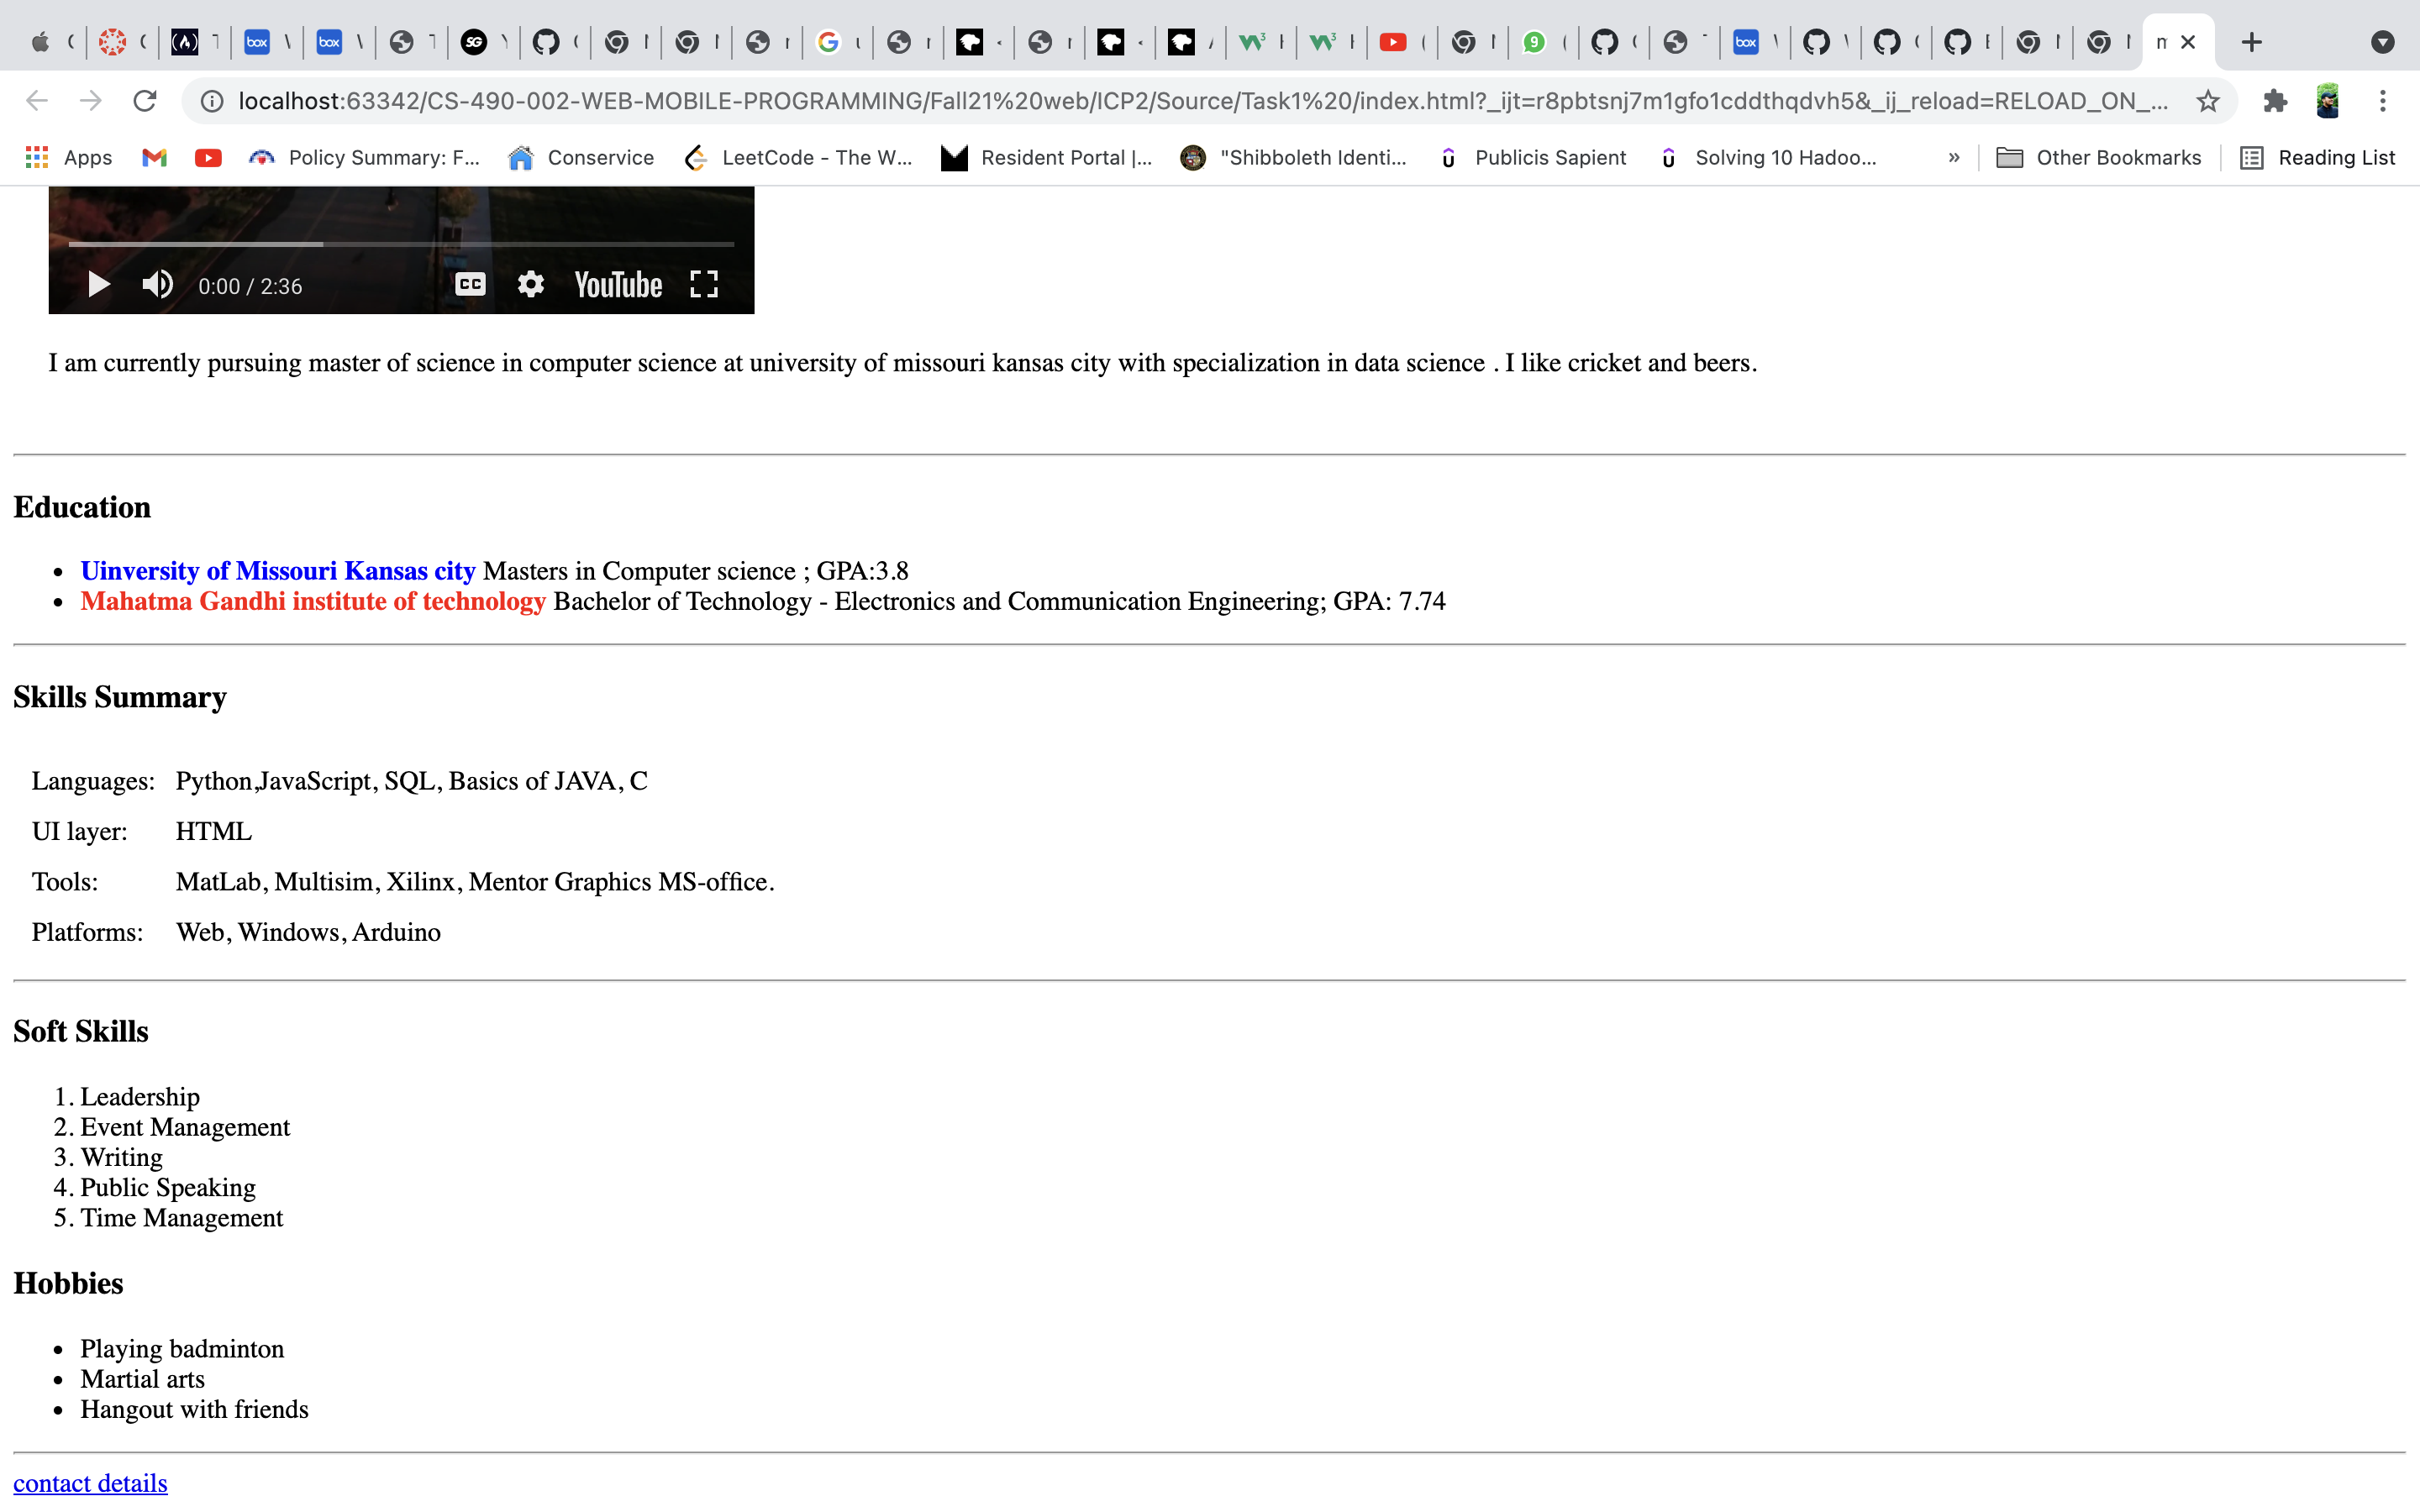 localhost:63342/CS-490-002-WEB-MOBILE-PROGRAMMING/Fall21%20web/ICP2/Source/Task1%20/index.html?_ijt=r8pbtsnj7m1gfo1cddthqdvh5&_ij_reload=RELOAD_ON_...
Apps Policy Summary: F... Conservice LeetCode - The W... Resident Portal |... "Shibboleth Identi... Publicis Sapient Solving 10 Hadoo... » Other Bookmarks Reading List
0:00 / 2:36 CC YouTube
I am currently pursuing master of science in computer science at university of missouri kansas city with specialization in data science . I like cricket and beers.
Education
• Uinversity of Missouri Kansas city Masters in Computer science ; GPA:3.8
• Mahatma Gandhi institute of technology Bachelor of Technology - Electronics and Communication Engineering; GPA: 7.74
Skills Summary
Languages: Python,JavaScript, SQL, Basics of JAVA, C
UI layer: HTML
Tools: MatLab, Multisim, Xilinx, Mentor Graphics MS-office.
Platforms: Web, Windows, Arduino
Soft Skills
1. Leadership
2. Event Management
3. Writing
4. Public Speaking
5. Time Management
Hobbies
• Playing badminton
• Martial arts
• Hangout with friends
contact details